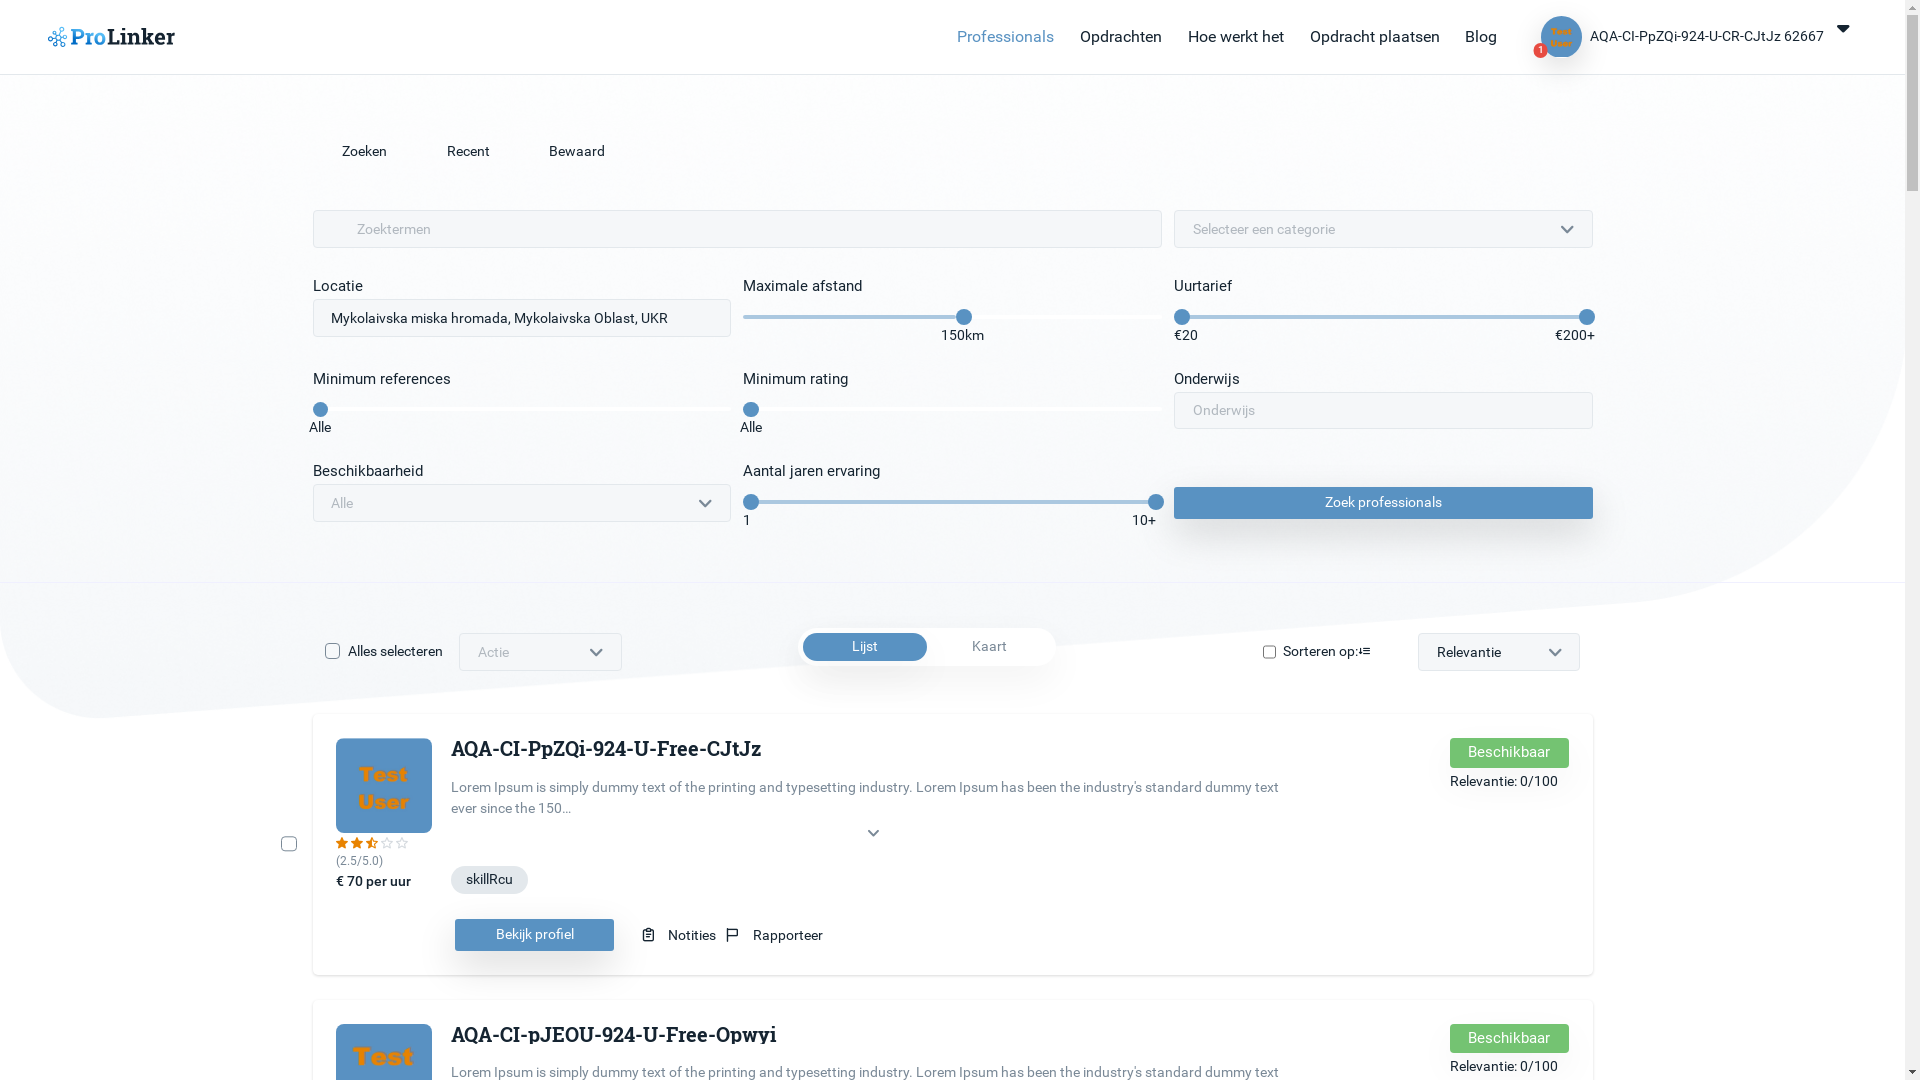 ProLinker
Professionals
Opdrachten
Hoe werkt het
Opdracht plaatsen
Blog
Test
User
1
AQA-CI-PpZQi-924-U-CR-CJtJz 62667
Zoeken
Recent
Bewaard
Zoektermen
Selecteer een categorie
Locatie
Maximale afstand
Uurtarief
Mykolaivska miska hromada, Mykolaivska Oblast, UKR
150km
€20
€200+
Minimum references
Minimum rating
Onderwijs
Alle
Alle
Onderwijs
Beschikbaarheid
Aantal jaren ervaring
Alle
1
10+
Zoek professionals
Alles selecteren
Actie
Lijst
Kaart
Sorteren op:
Relevantie
Test
User
(2.5/5.0)
€ 70 per uur
AQA-CI-PpZQi-924-U-Free-CJtJz
Lorem Ipsum is simply dummy text of the printing and typesetting industry. Lorem Ipsum has been the industry's standard dummy text
ever since the 150...
skillRcu
Bekijk profiel
Notities
Rapporteer
Beschikbaar
Relevantie: 0/100
Test
AQA-CI-pJEOU-924-U-Free-Opwyi
Lorem Ipsum is simply dummy text of the printing and typesetting industry. Lorem Ipsum has been the industry's standard dummy text
Beschikbaar
Relevantie: 0/100